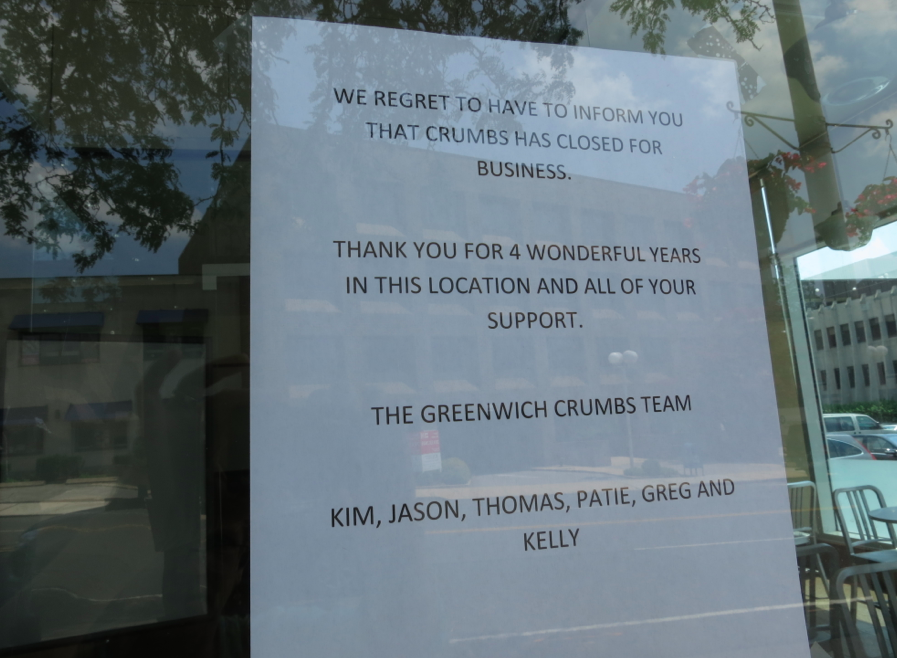 WE REGRET TO HAVE TO INFORM YOU
THAT CRUMBS HAS CLOSED FOR
BUSINESS.
THANK YOU FOR 4 WONDERFUL YEARS
IN THIS LOCATION AND ALL OF YOUR
SUPPORT.
THE GREENWICH CRUMBS TEAM
KIM, JASON, THOMAS, PATIE, GREG AND
KELLY